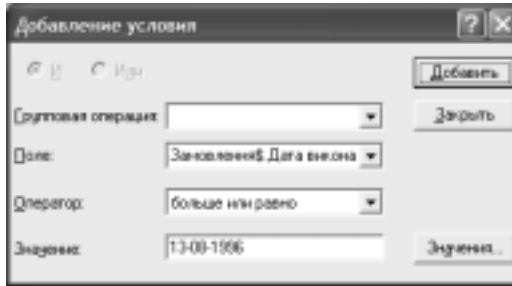 Добавление условия
И Или
Добавить
Групповая операция:
Закрыть
Поле: Замовлення$.Дата викона
Оператор: больше или равно
Значение: 13-08-1996 Значения...